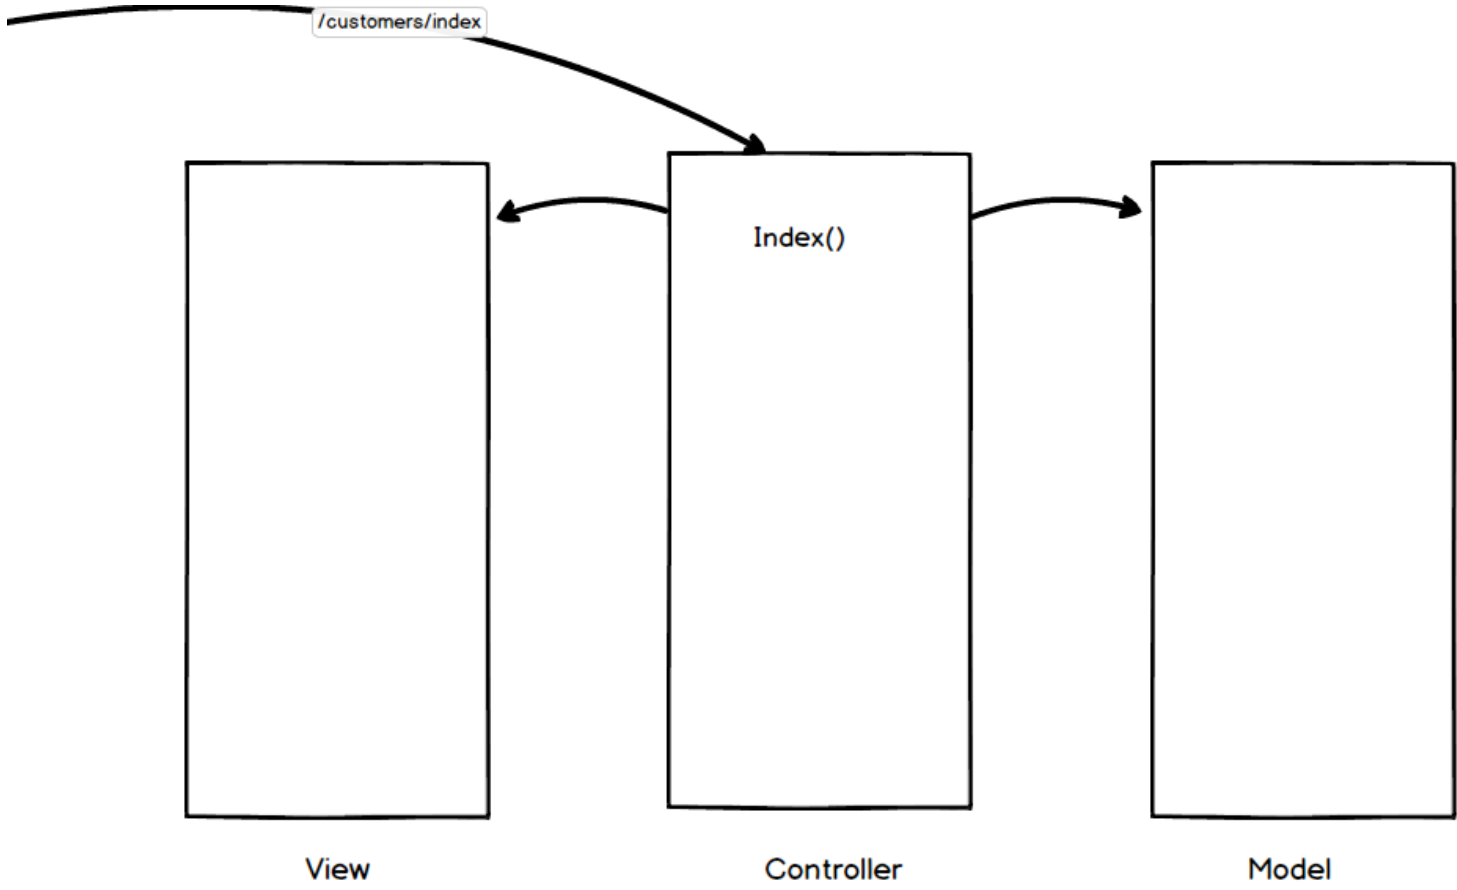 /customers/index
Index()
View
Controller
Model